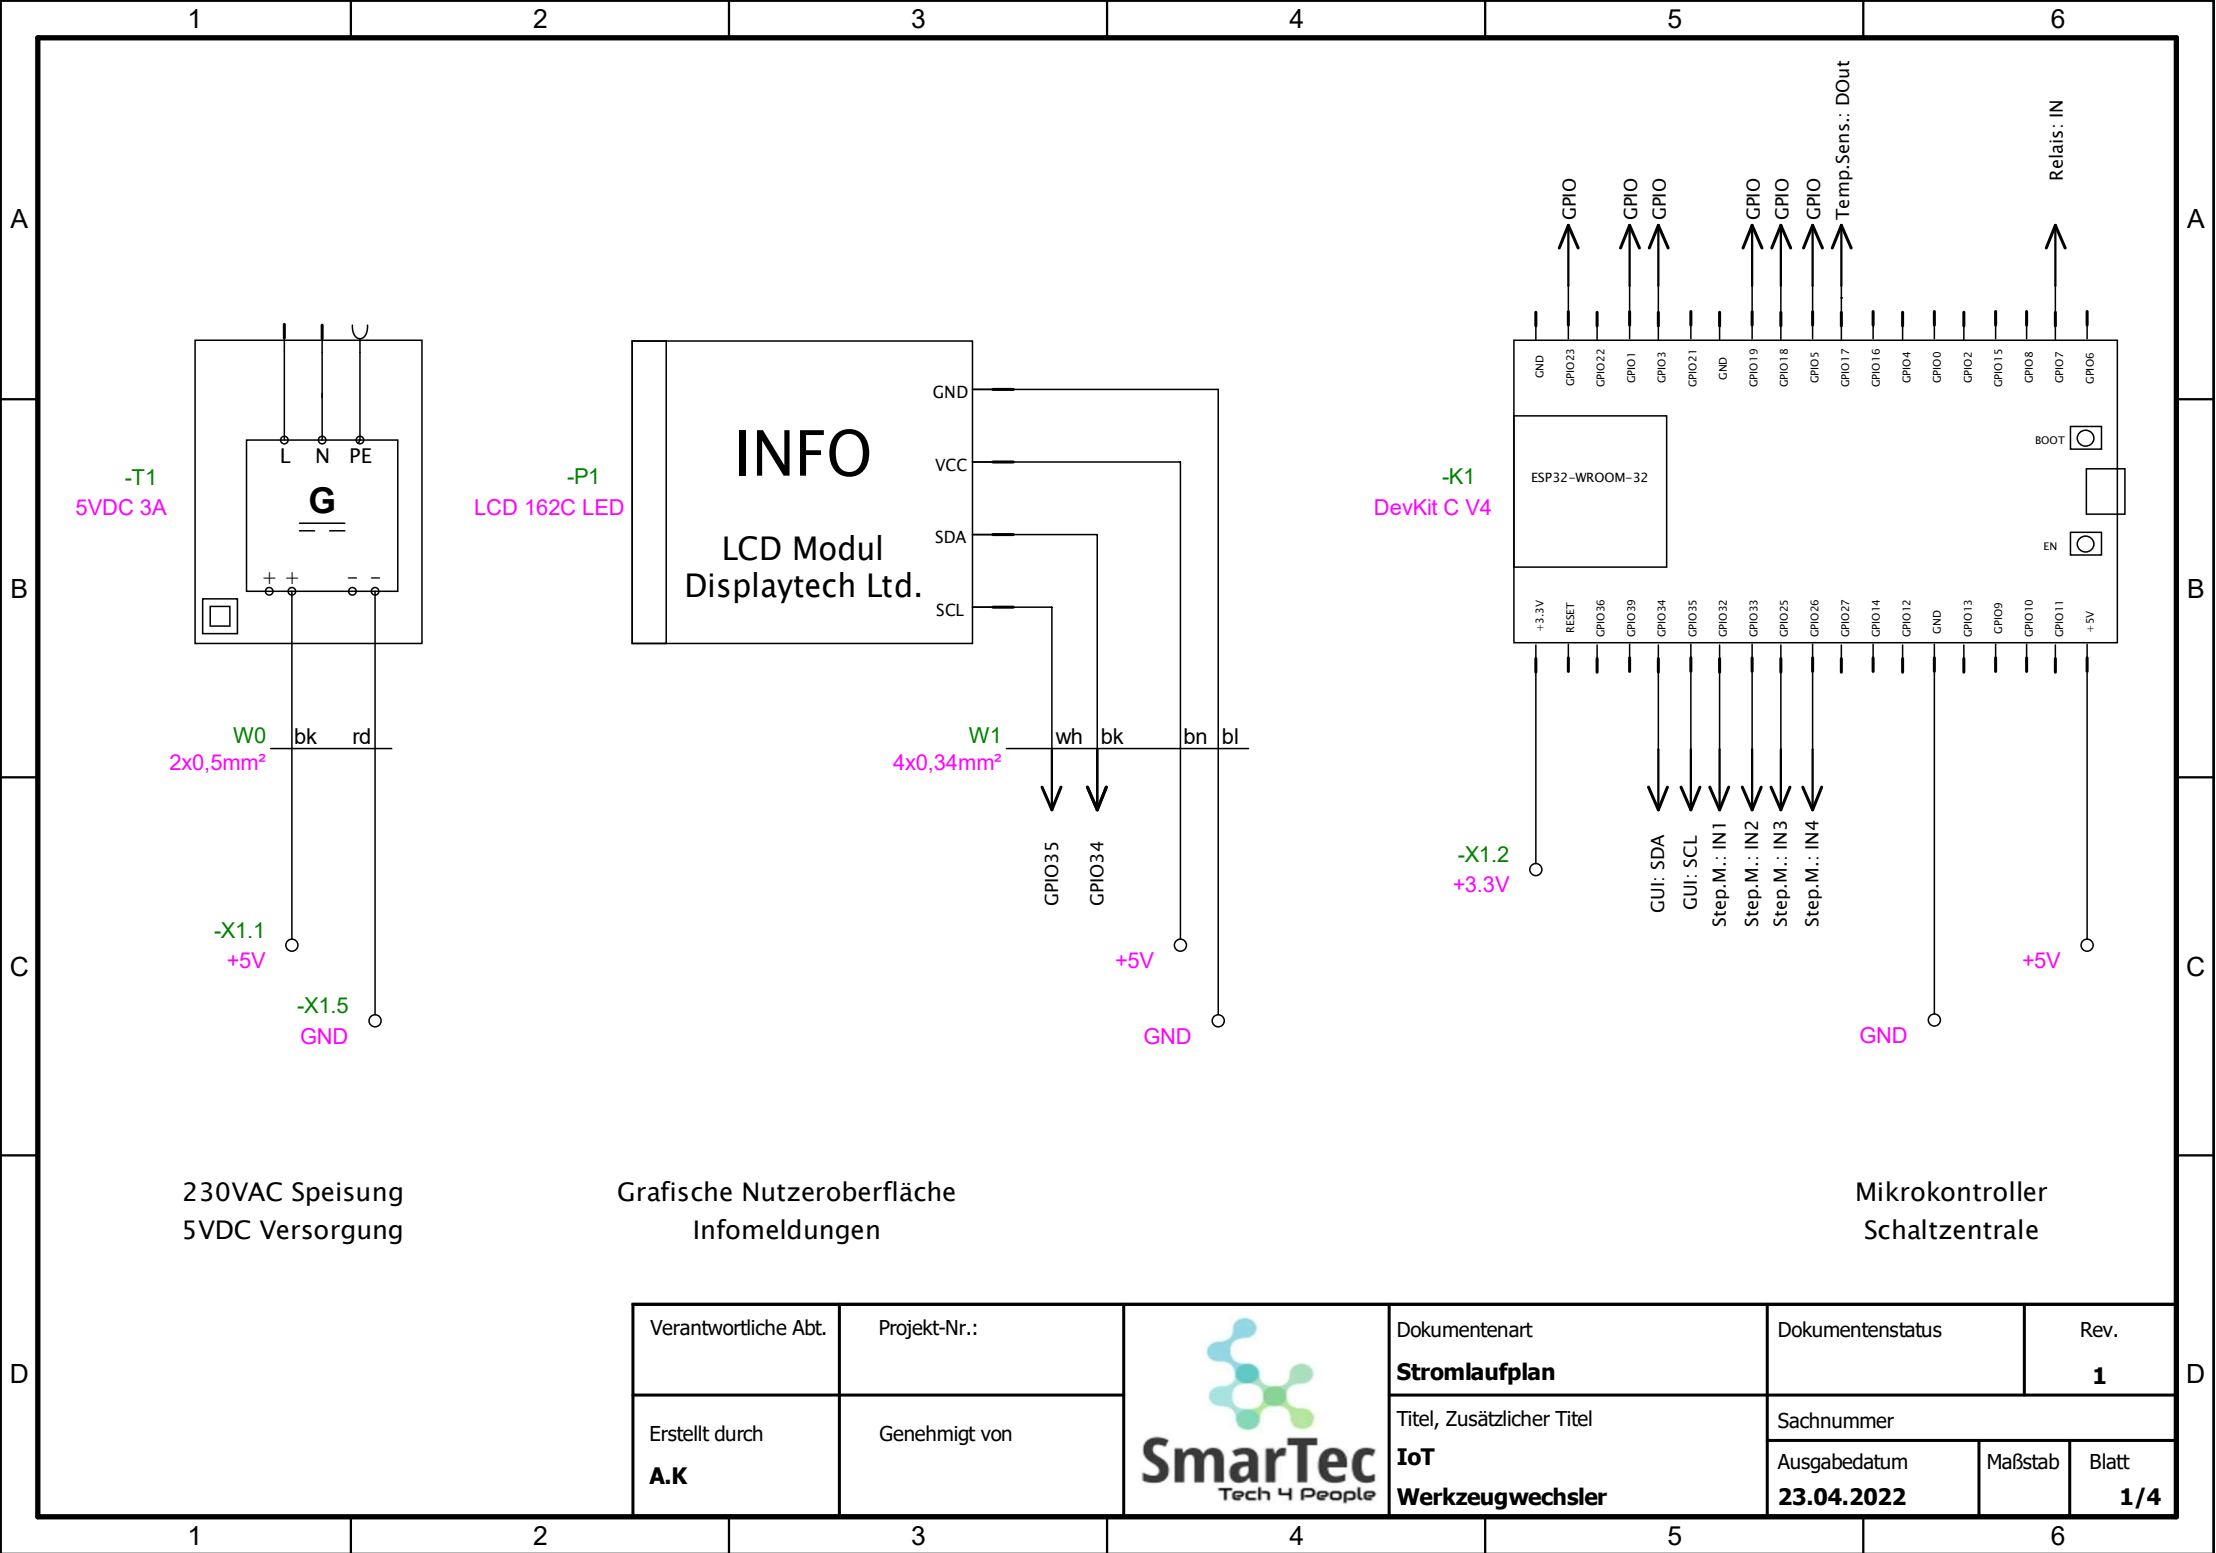 1 2 3 4 5 6
A
B
C
D
A
B
C
D
-T1
5VDC 3A
L N PE
G
+ + - -
W0
2x0,5mm²
bk rd
-X1.1
+5V
-X1.5
GND
230VAC Speisung
5VDC Versorgung
-P1
LCD 162C LED
INFO
LCD Modul
Displaytech Ltd.
GND
VCC
SDA
SCL
W1
4x0,34mm²
wh bk bn bl
GPIO35
GPIO34
+5V
GND
Grafische Nutzeroberfläche
Infomeldungen
GPIO
GPIO
GPIO
GPIO
GPIO
GPIO
Temp.Sens.: DOut
Relais: IN
GND
GPIO23
GPIO22
GPIO1
GPIO3
GPIO21
GND
GPIO19
GPIO18
GPIO5
GPIO17
GPIO16
GPIO4
GPIO0
GPIO2
GPIO15
GPIO8
GPIO7
GPIO6
-K1
DevKit C V4
ESP32-WROOM-32
BOOT
EN
+3.3V
RESET
GPIO36
GPIO39
GPIO34
GPIO35
GPIO32
GPIO33
GPIO25
GPIO26
GPIO27
GPIO14
GPIO12
GND
GPIO13
GPIO9
GPIO10
GPIO11
+5V
-X1.2
+3.3V
GUI: SDA
GUI: SCL
Step.M.: IN1
Step.M.: IN2
Step.M.: IN3
Step.M.: IN4
GND
+5V
Mikrokontroller
Schaltzentrale
Verantwortliche Abt.
Projekt-Nr.:
Erstellt durch
A.K
Genehmigt von
SmarTec
Tech 4 People
Dokumentenart
Stromlaufplan
Titel, Zusätzlicher Titel
IoT
Werkzeugwechsler
Dokumentenstatus
Rev.
1
Sachnummer
Ausgabedatum
23.04.2022
Maßstab
Blatt
1/4
1 2 3 4 5 6